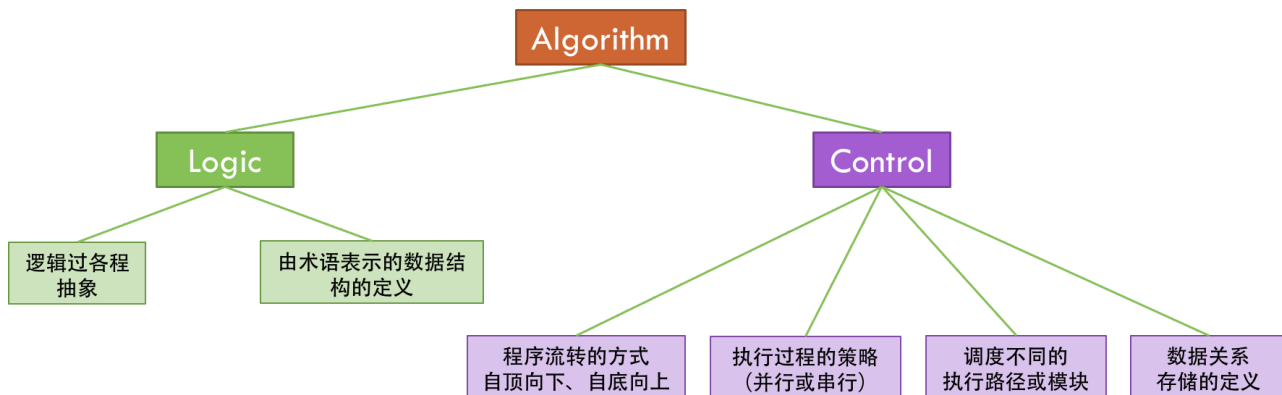 Algorithm
Logic
Control
逻辑过各程
抽象
由术语表示的数据结
构的定义
程序流转的方式
自顶向下、自底向上
执行过程的策略
（并行或串行）
调度不同的
执行路径或模块
数据关系
存储的定义